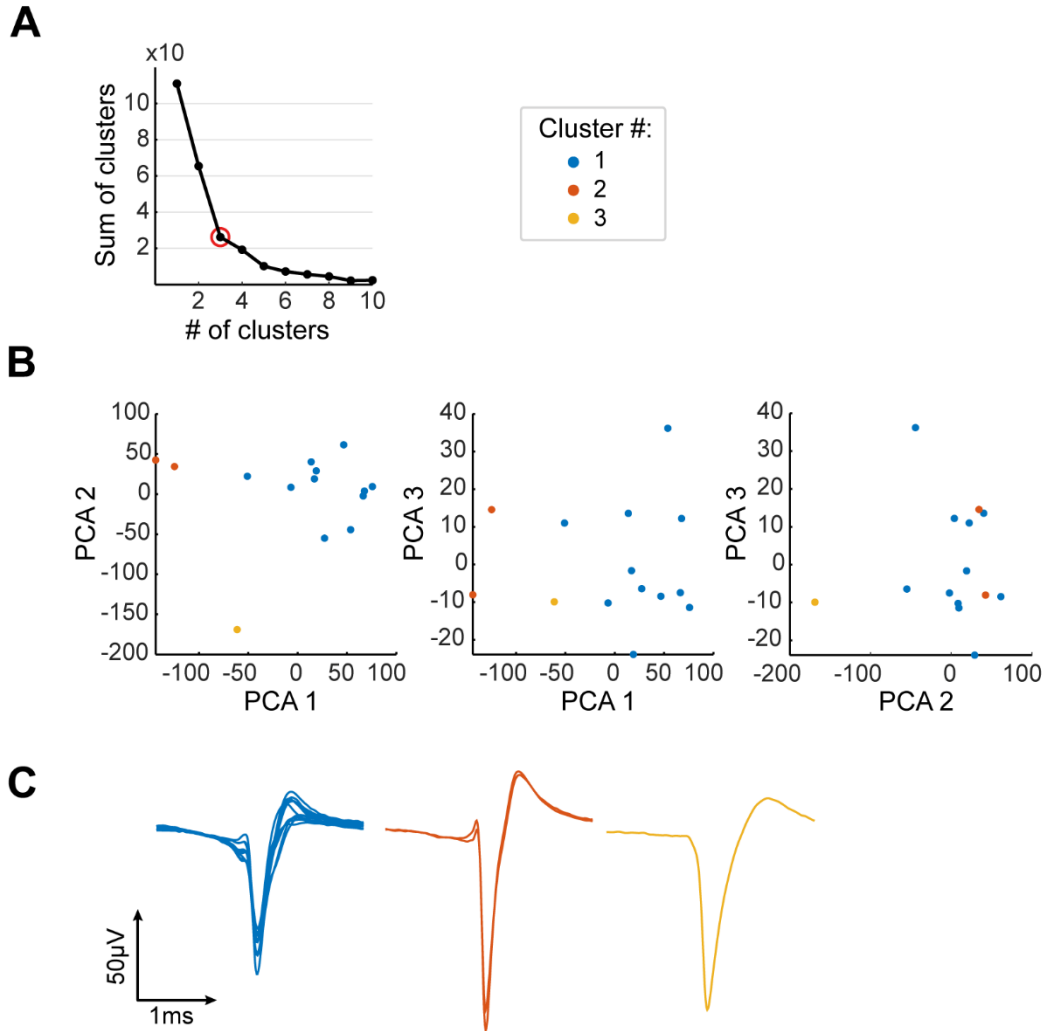 A
x10
10
8
6
4
2
Sum of clusters
2 4 6 8 10
# of clusters
Cluster #:
1
2
3
B
100
50
0
-50
-100
-150
-200
PCA 2
-100 -50 0 50 100
PCA 1
40
30
20
10
0
-10
-20
PCA 3
-100 -50 0 50 100
PCA 1
40
30
20
10
0
-10
-20
PCA 3
-200 -100 0 100
PCA 2
C
50µV
1ms